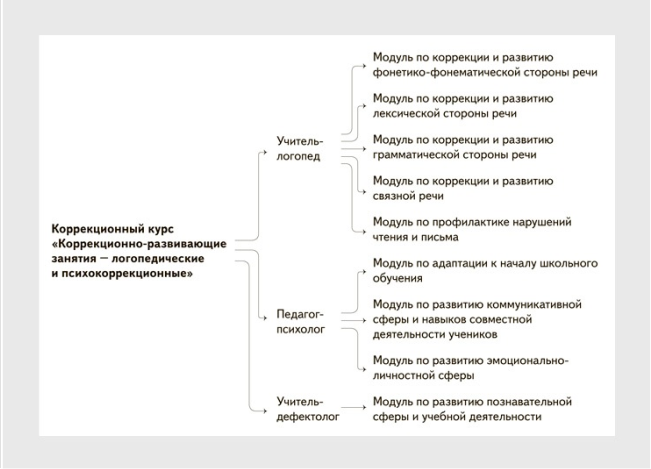 Коррекционный курс
«Коррекционно-развивающие
занятия — логопедические
и психокоррекционные»
Учитель-
логопед
Модуль по коррекции и развитию
фонетико-фонематической стороны речи
Модуль по коррекции и развитию
лексической стороны речи
Модуль по коррекции и развитию
грамматической стороны речи
Модуль по коррекции и развитию
связной речи
Модуль по профилактике нарушений
чтения и письма
Педагог-
психолог
Модуль по адаптации к началу школьного
обучения
Модуль по развитию коммуникативной
сферы и навыков совместной
деятельности учеников
Модуль по развитию эмоционально-
личностной сферы
Учитель-
дефектолог
Модуль по развитию познавательной
сферы и учебной деятельности